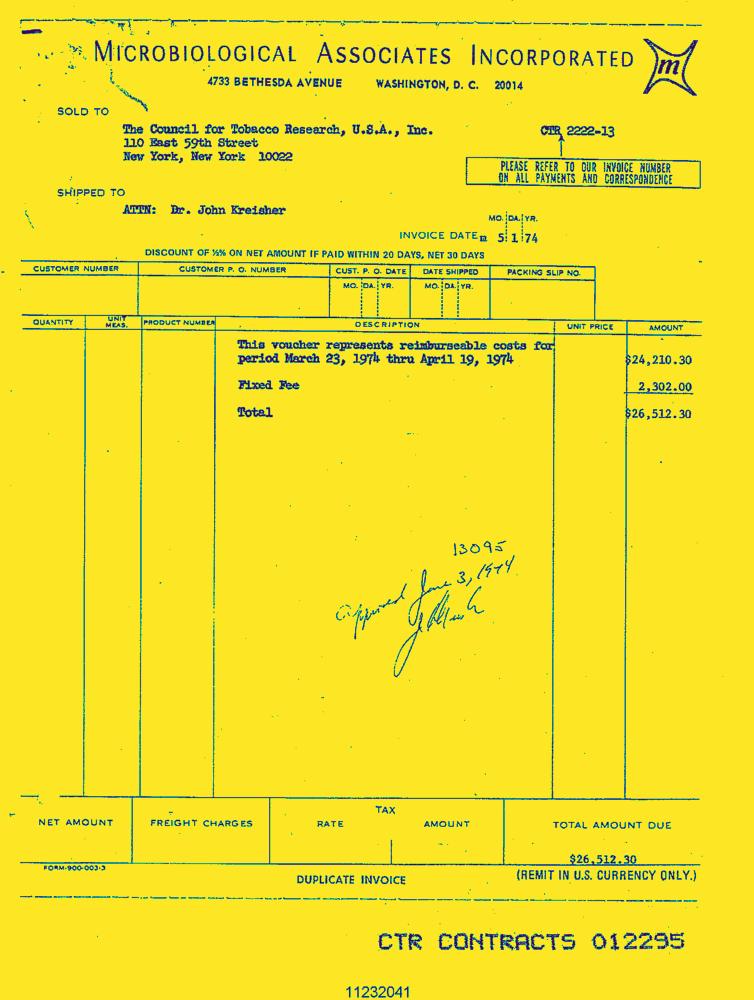 MICROBIOLOGICAL ASSOCIATES INCORPORATED
m
4733 BETHESDA AVENUE WASHINGTON, D. C. 20014
SOLD TO
The Council for Tobacco Research, U.S.A., Inc.
110 East 59th Street
New York, New York 10022
CTR 2222-13
PLEASE REFER TO OUR INVOICE NUMBER
ON ALL PAYMENTS AND CORRESPONDENCE
SHIPPED TO
ATTN: Dr. John Kreisher
MO. DA. YR.
INVOICE DATE 5 1 74
DISCOUNT OF ½% ON NET AMOUNT IF PAID WITHIN 20 DAYS, NET 30 DAYS
CUSTOMER NUMBER CUSTOMER P. O. NUMBER CUST. P. O. DATE DATE SHIPPED PACKING SLIP NO.
MO. DA. YR. MO. DA. YR.
QUANTITY UNIT MEAS. PRODUCT NUMBER DESCRIPTION UNIT PRICE AMOUNT
This voucher represents reimburseable costs for
period March 23, 1974 thru April 19, 1974 $24,210.30
Fixed Fee 2,302.00
Total $26,512.30
13095
approved June 3, 1974
TAX
NET AMOUNT FREIGHT CHARGES RATE AMOUNT TOTAL AMOUNT DUE
$26,512.30
FORM-900-003-3
DUPLICATE INVOICE (REMIT IN U.S. CURRENCY ONLY.)
CTR CONTRACTS 012295
11232041